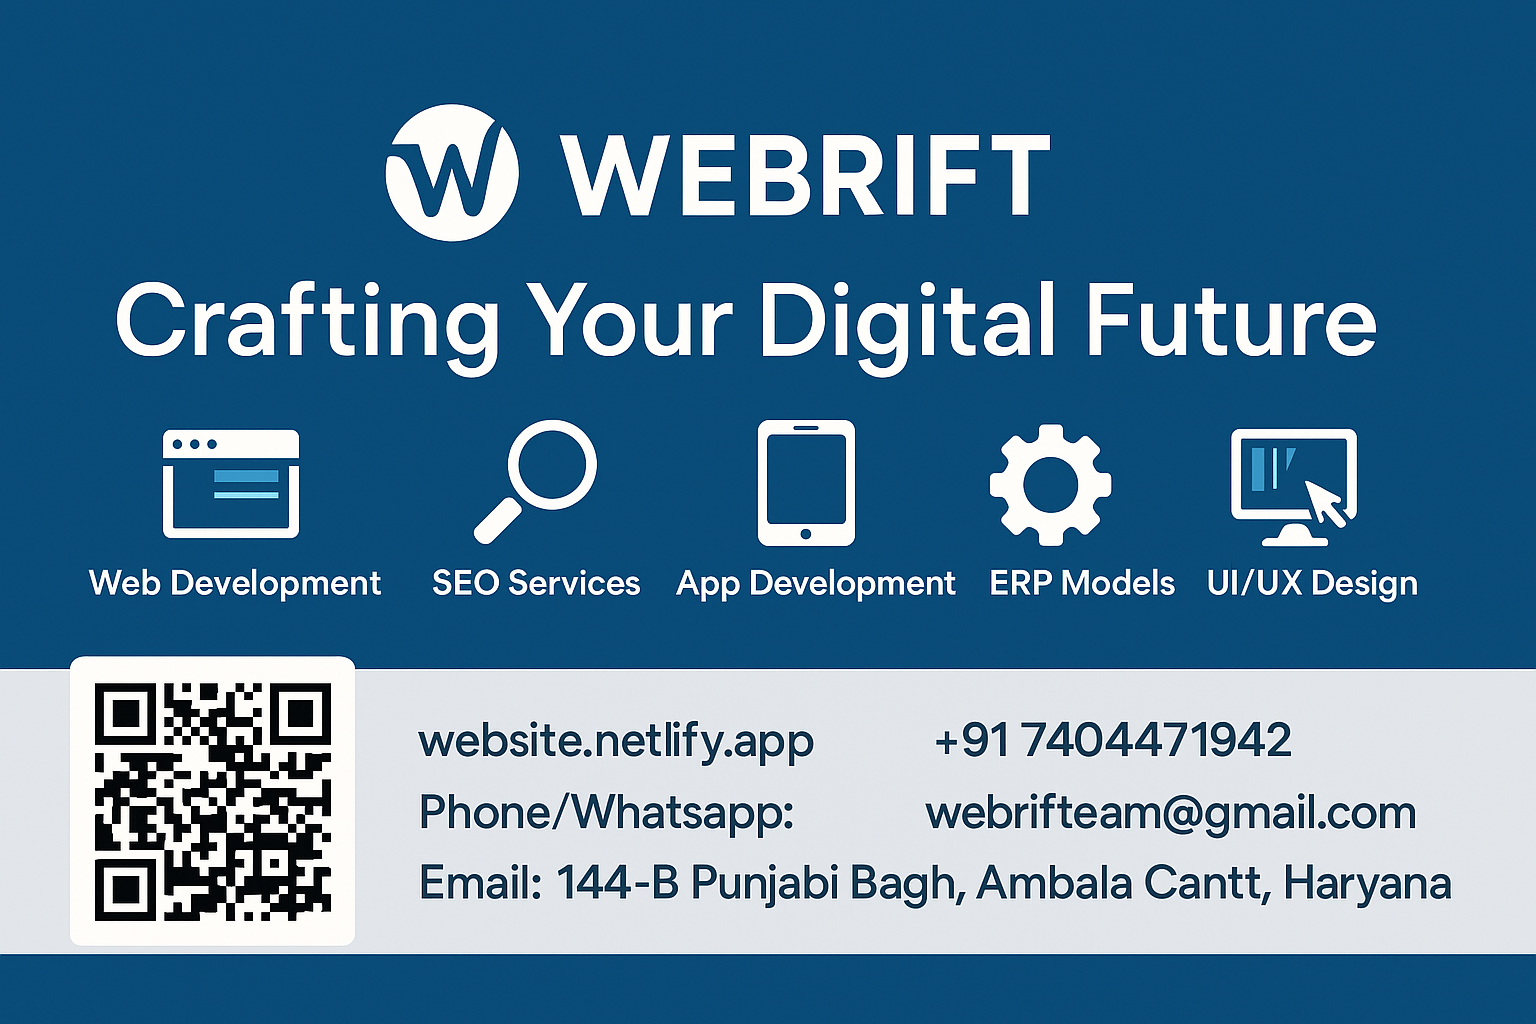 W WEBRIFT
Crafting Your Digital Future
Web Development
SEO Services
App Development
ERP Models
UI/UX Design
website.netlify.app
+91 7404471942
Phone/Whatsapp:
webrifteam@gmail.com
Email: 144-B Punjabi Bagh, Ambala Cantt, Haryana